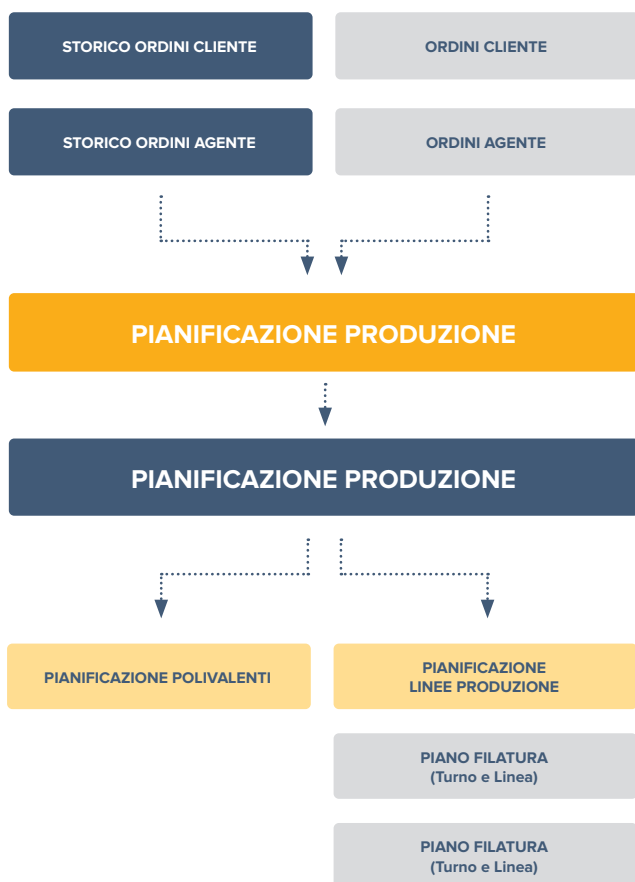 STORICO ORDINI CLIENTE
ORDINI CLIENTE
STORICO ORDINI AGENTE
ORDINI AGENTE
PIANIFICAZIONE PRODUZIONE
PIANIFICAZIONE PRODUZIONE
PIANIFICAZIONE POLIVALENTI
PIANIFICAZIONE
LINEE PRODUZIONE
PIANO FILATURA
(Turno e Linea)
PIANO FILATURA
(Turno e Linea)